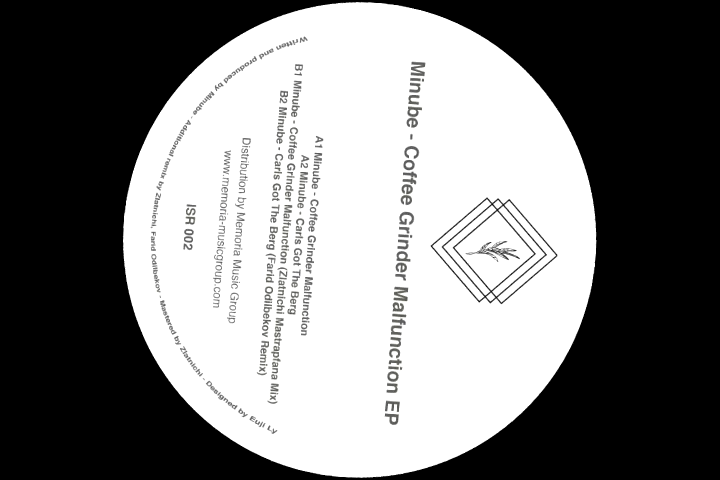 Minube - Coffee Grinder Malfunction EP
A1 Minube - Coffee Grinder Malfunction
A2 Minube - Carls Got The Berg
B1 Minube - Coffee Grinder Malfunction (Zlatnichi Mastrapfana Mix)
B2 Minube - Carls Got The Berg (Farid Odilbekov Remix)
Distribution by Memoria Music Group
www.memoria-musicgroup.com
ISR 002
Written and produced by Minube - Additional remix by Zlatnichi, Farid Odilbekov - Mastered by Zlatnichi - Designed by Euji Ly